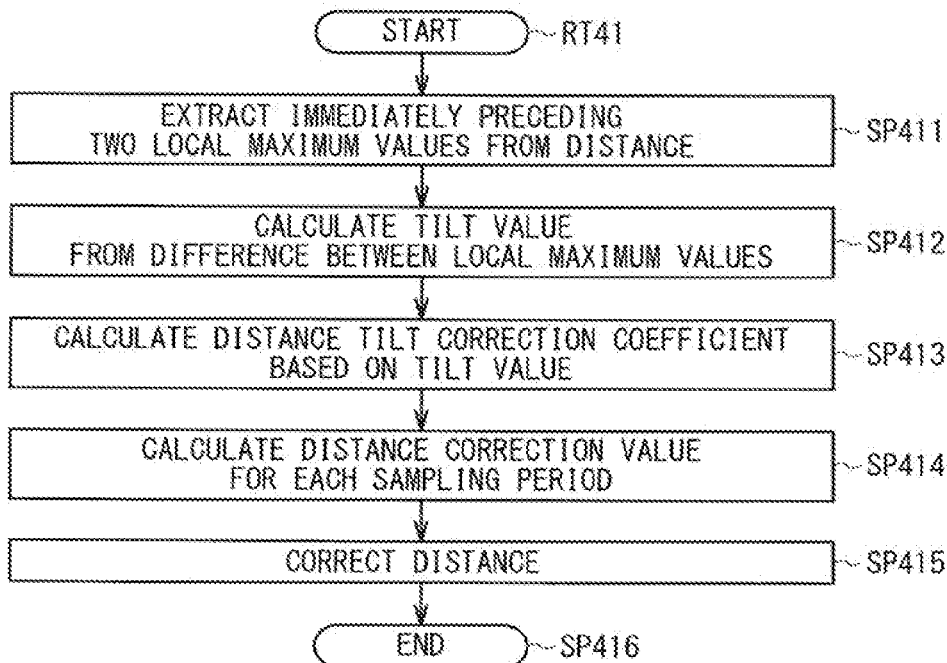 START RT41
EXTRACT IMMEDIATELY PRECEDING
TWO LOCAL MAXIMUM VALUES FROM DISTANCE SP411
CALCULATE TILT VALUE
FROM DIFFERENCE BETWEEN LOCAL MAXIMUM VALUES SP412
CALCULATE DISTANCE TILT CORRECTION COEFFICIENT
BASED ON TILT VALUE SP413
CALCULATE DISTANCE CORRECTION VALUE
FOR EACH SAMPLING PERIOD SP414
CORRECT DISTANCE SP415
END SP416